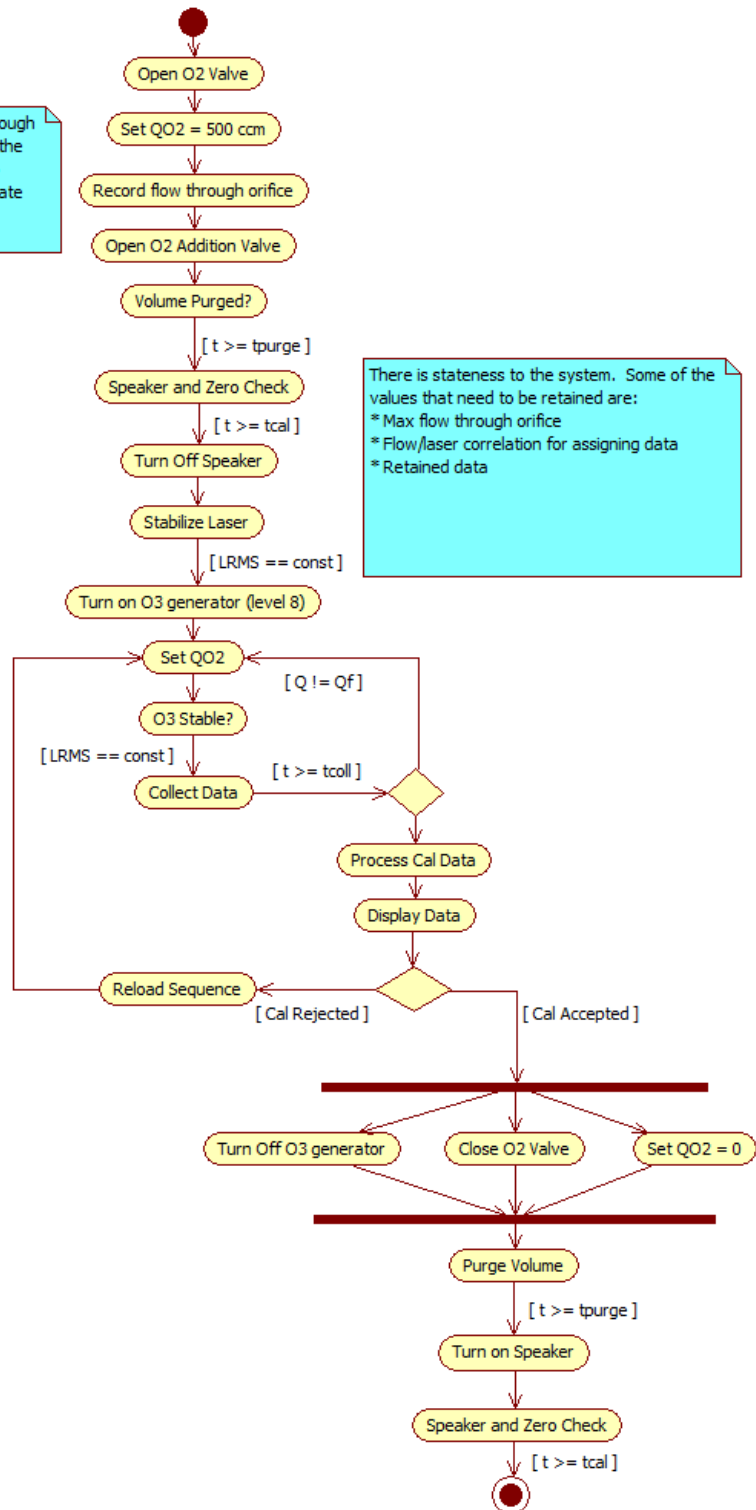 Open O2 Valve
ough
the
ate
Set QO2 = 500 ccm
Record flow through orifice
Open O2 Addition Valve
Volume Purged?
[ t >= tpurge ]
Speaker and Zero Check
[ t >= tcal ]
There is stateness to the system.  Some of the
values that need to be retained are:
* Max flow through orifice
* Flow/laser correlation for assigning data
* Retained data
Turn Off Speaker
Stabilize Laser
[ LRMS == const ]
Turn on O3 generator (level 8)
Set QO2
[ Q != Qf ]
O3 Stable?
[ LRMS == const ]
[ t >= tcoll ]
Collect Data
Process Cal Data
Display Data
Reload Sequence
[ Cal Rejected ]
[ Cal Accepted ]
Turn Off O3 generator
Close O2 Valve
Set QO2 = 0
Purge Volume
[ t >= tpurge ]
Turn on Speaker
Speaker and Zero Check
[ t >= tcal ]